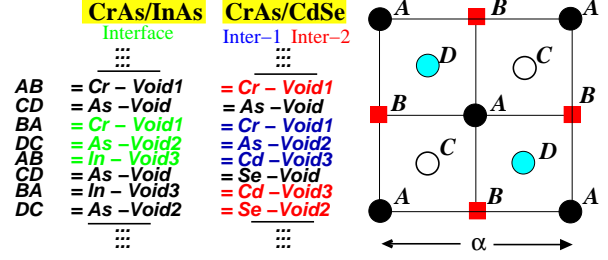 CrAs/InAs CrAs/CdSe
Interface Inter-1 Inter-2
AB = Cr - Void1 = Cr - Void1
CD = As -Void = As -Void
BA = Cr - Void1 = Cr - Void1
DC = As -Void2 = As -Void2
AB = In- Void3 = Cd -Void3
CD = As -Void = Se -Void
BA = In - Void3 = Cd -Void3
DC = As -Void2 = Se -Void2
A B A
D C
B A B
C D
A B A
α